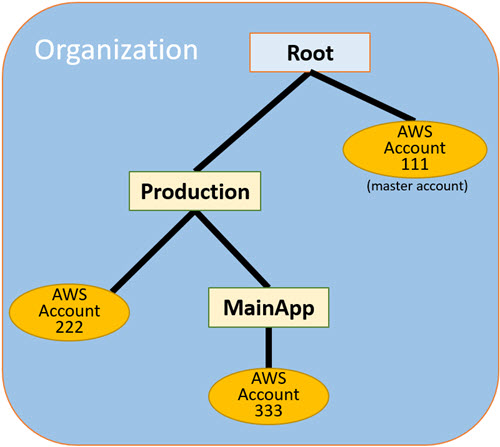 Organization
Root
AWS
Account
111
(master account)
Production
AWS
Account
222
MainApp
AWS
Account
333